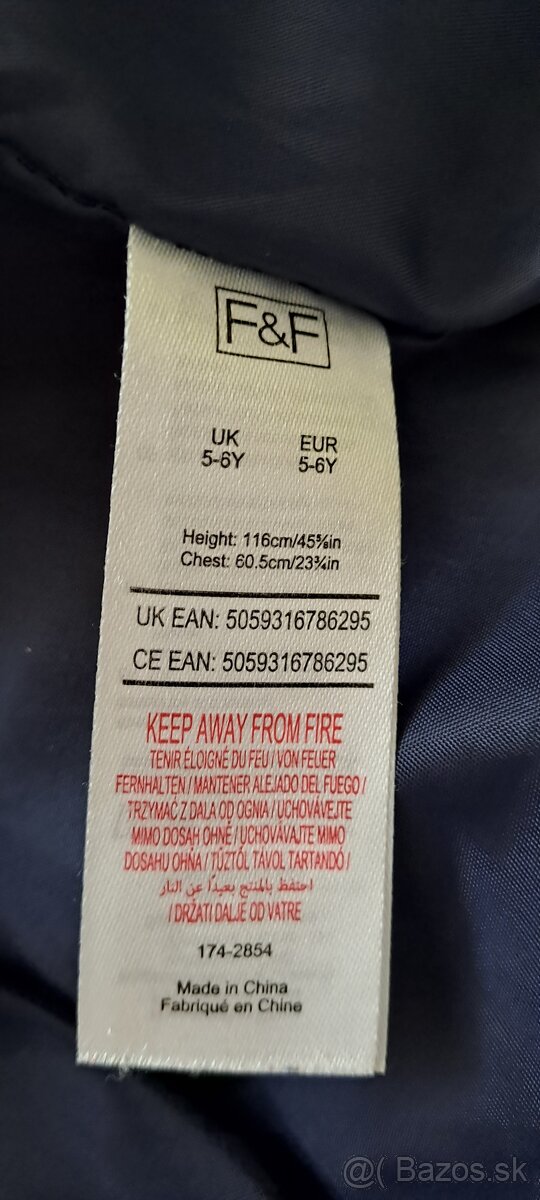 F&F
UK EUR
5-6Y 5-6Y
Height: 116cm/45⅝in
Chest: 60.5cm/23¾in
UK EAN: 5059316786295
CE EAN: 5059316786295
KEEP AWAY FROM FIRE
TENIR ÉLOIGNÉ DU FEU / VON FEUER
FERNHALTEN / MANTENER ALEJADO DEL FUEGO /
TRZYMAĆ Z DALA OD OGNIA / UCHOVÁVEJTE
MIMO DOSAH OHNĚ / UCHOVÁVAJTE MIMO
DOSAHU OHŇA / TŰZTŐL TÁVOL TARTANDÓ /
احتفظ بالمنتج بعيداً عن النار
/ DRŽATI DALJE OD VATRE
174-2854
Made in China
Fabriqué en Chine
@( Bazos.sk